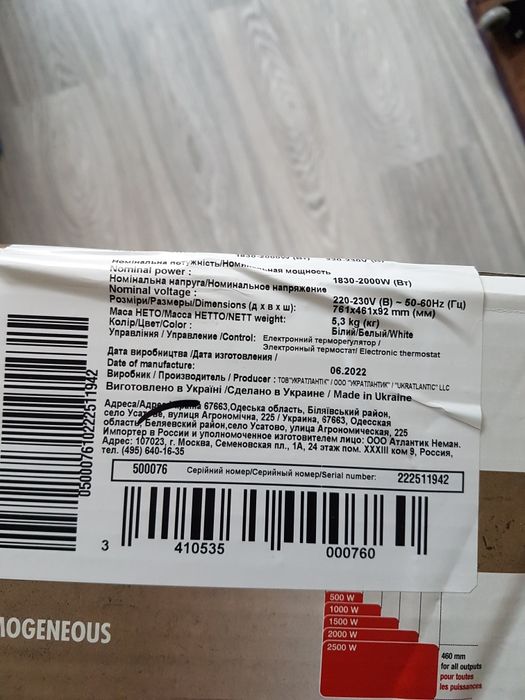 Номінальна потужність/Номинальная мощность
Nominal power : 1830-2000W (Вт)
Номінальна напруга/Номинальное напряжение
Nominal voltage : 220-230V (В) ~ 50-60Hz (Гц)
Розміри/Размеры/Dimensions (д х в х ш): 761x461x92 mm (мм)
Маса НЕТО/Масса НЕТТО/NETT weight: 5,3 kg (кг)
Колір/Цвет/Color : Білий/Белый/White
Управління / Управление /Control: Електронний терморегулятор /
Электронный термостат/ Electronic thermostat
Дата виробництва /Дата изготовления /
Date of manufacture: 06.2022
Виробник / Производитель / Producer : ТОВ"УКРАТЛАНТІК" / ООО "УКРАТЛАНТИК" / "UKRATLANTIC" LLC
Виготовлено в Україні /Сделано в Украине / Made in Ukraine
67663,Одеська область, Біляївський район,
село вулиця Агрономічна, 225 / Украина, 67663, Одесская
область, Беляевский район,село Усатово, улица Агрономическая, 225
Импортер в России и уполномоченное изготовителем лицо: ООО Атлантик Неман.
Адрес: 107023, г. Москва, Семеновская пл., 1А, 24 этаж пом. XXXIII ком 9, Россия,
тел. (495) 640-16-35
500076 Серійний номер/Серийный номер/Serial number: 222511942
3 410535 000760
0500076102222511942
MOGENEOUS
500 W
1000 W
1500 W
2000 W
2500 W
460 mm
for all outputs
pour toutes
les puissances